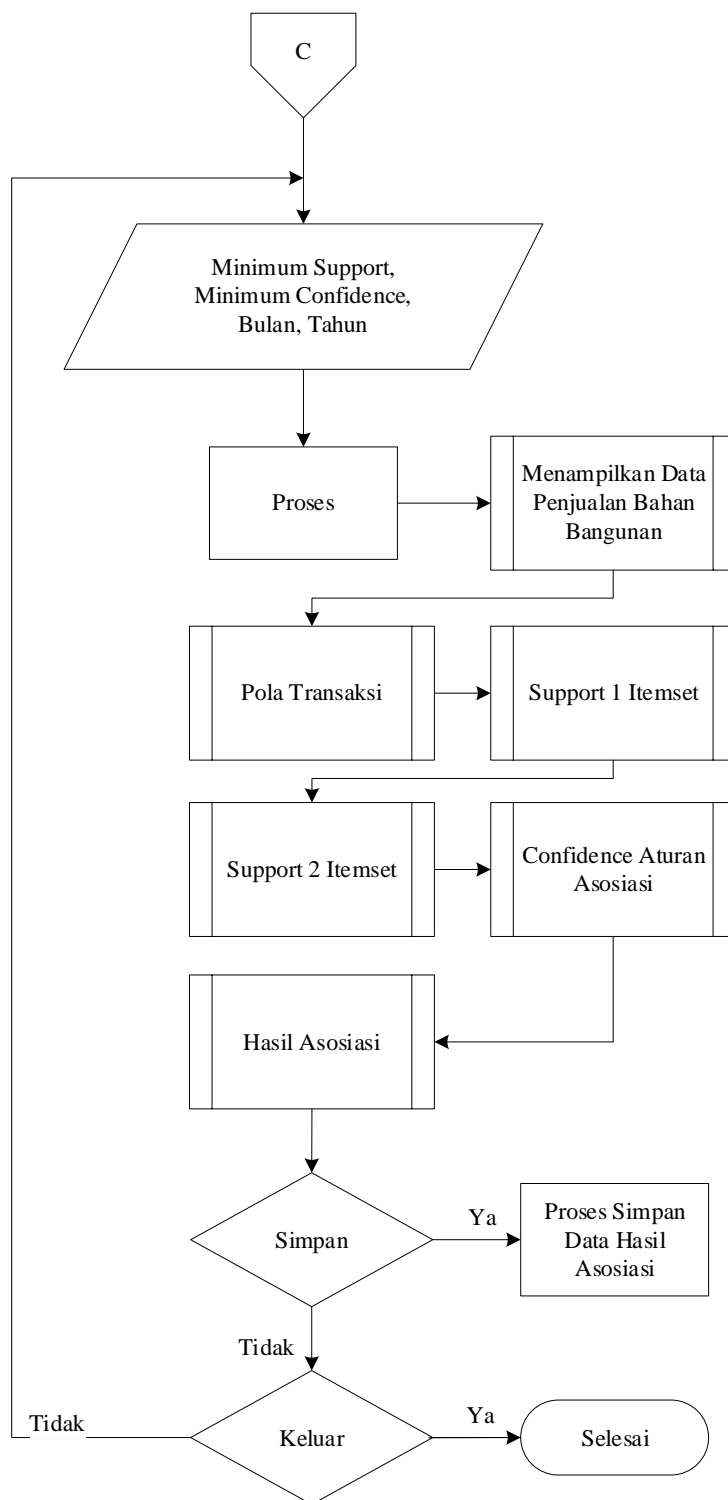 C
Minimum Support,
Minimum Confidence,
Bulan, Tahun
Proses
Menampilkan Data
Penjualan Bahan
Bangunan
Pola Transaksi
Support 1 Itemset
Support 2 Itemset
Confidence Aturan
Asosiasi
Hasil Asosiasi
Simpan
Ya
Proses Simpan
Data Hasil
Asosiasi
Tidak
Keluar
Tidak
Ya
Selesai